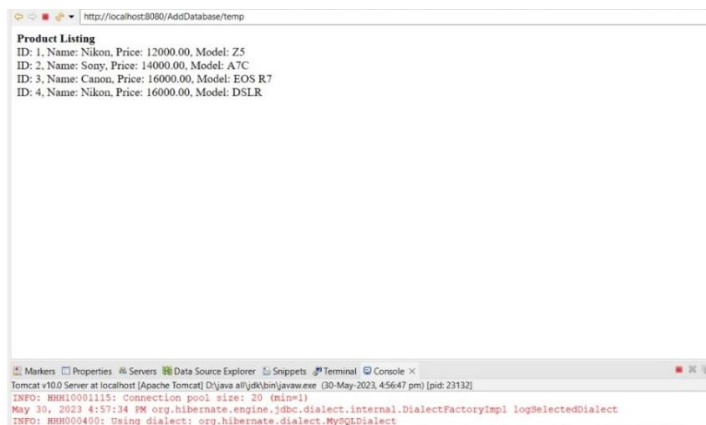 http://localhost:8080/AddDatabase/temp
Product Listing
ID: 1, Name: Nikon, Price: 12000.00, Model: Z5
ID: 2, Name: Sony, Price: 14000.00, Model: A7C
ID: 3, Name: Canon, Price: 16000.00, Model: EOS R7
ID: 4, Name: Nikon, Price: 16000.00, Model: DSLR
Markers Properties Servers Data Source Explorer Snippets Terminal Console
Tomcat v10.0 Server at localhost [Apache Tomcat] D:\java all\jdk\bin\javaw.exe (30-May-2023, 4:56:47 pm) [pid: 23132]
INFO: HHH10001115: Connection pool size: 20 (min=1)
May 30, 2023 4:57:34 PM org.hibernate.engine.jdbc.dialect.internal.DialectFactoryImpl logSelectedDialect
INFO: HHH000400: Using dialect: org.hibernate.dialect.MySQLDialect